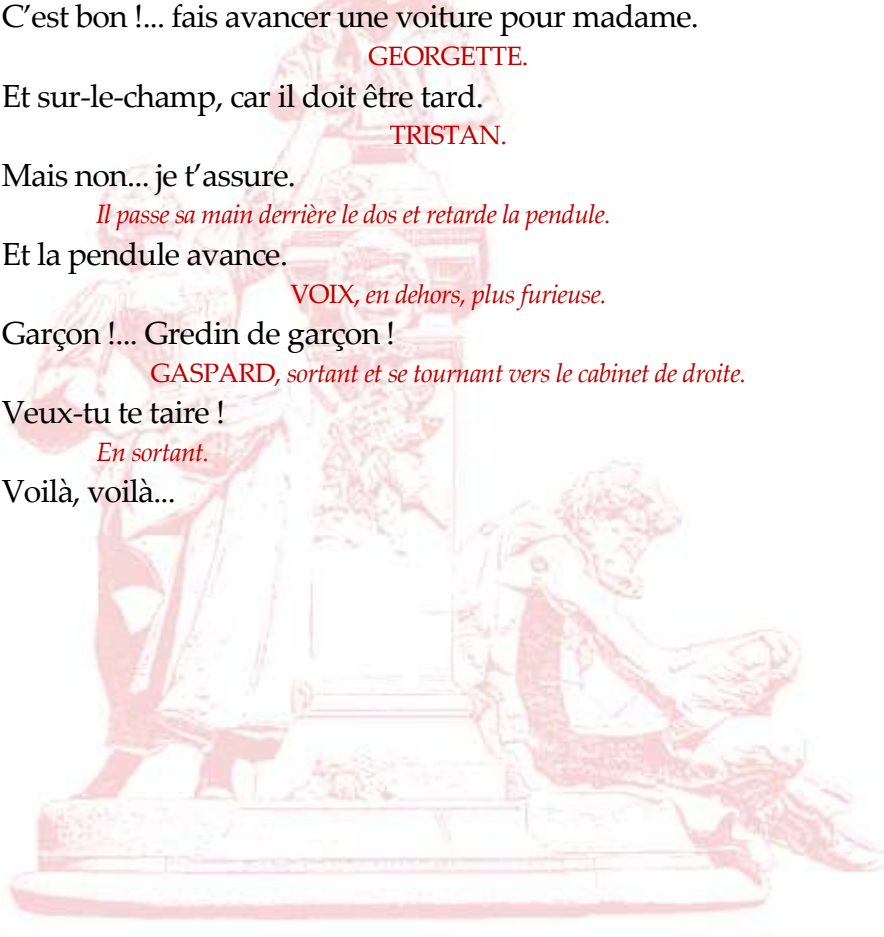 C’est bon !... fais avancer une voiture pour madame.
GEORGETTE.
Et sur-le-champ, car il doit être tard.
TRISTAN.
Mais non... je t’assure.
Il passe sa main derrière le dos et retarde la pendule.
Et la pendule avance.
VOIX, en dehors, plus furieuse.
Garçon !... Gredin de garçon !
GASPARD, sortant et se tournant vers le cabinet de droite.
Veux-tu te taire !
En sortant.
Voilà, voilà...